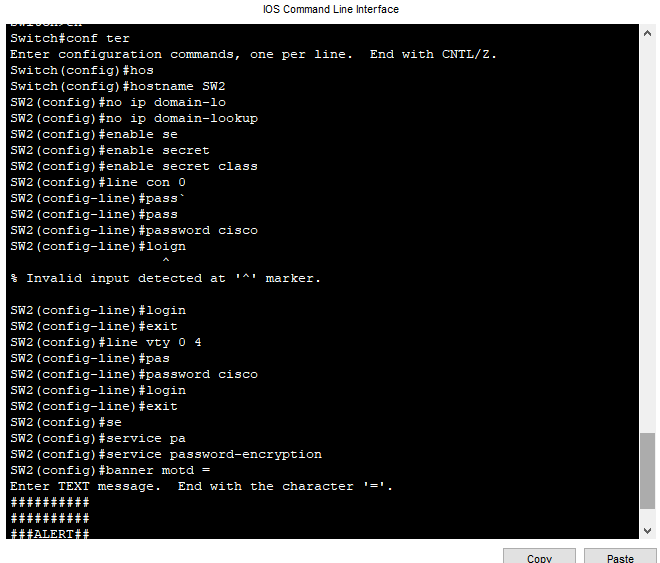 IOS Command Line Interface
Switch>en
Switch#conf ter
Enter configuration commands, one per line.  End with CNTL/Z.
Switch(config)#hos
Switch(config)#hostname SW2
SW2(config)#no ip domain-lo
SW2(config)#no ip domain-lookup
SW2(config)#enable se
SW2(config)#enable secret
SW2(config)#enable secret class
SW2(config)#line con 0
SW2(config-line)#pass`
SW2(config-line)#pass
SW2(config-line)#password cisco
SW2(config-line)#loign
^
% Invalid input detected at '^' marker.
SW2(config-line)#login
SW2(config-line)#exit
SW2(config)#line vty 0 4
SW2(config-line)#pas
SW2(config-line)#password cisco
SW2(config-line)#login
SW2(config-line)#exit
SW2(config)#se
SW2(config)#service pa
SW2(config)#service password-encryption
SW2(config)#banner motd =
Enter TEXT message.  End with the character '='.
##########
##########
###ALERT##
Copy
Paste